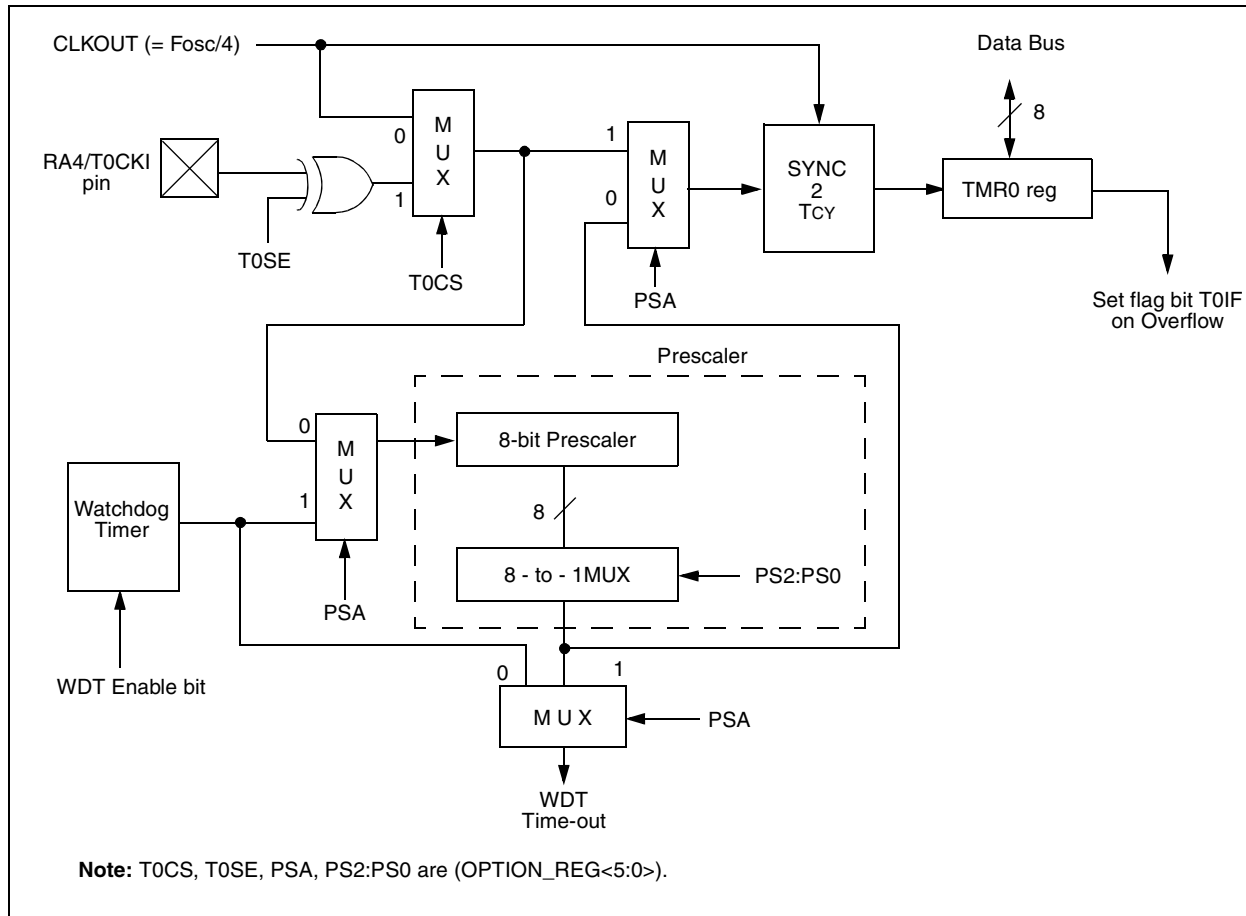 CLKOUT (= Fosc/4)
Data Bus
8
0
M
U
X
1
RA4/T0CKI
pin
T0SE
T0CS
1
0
M
U
X
PSA
SYNC
2
TCY
TMR0 reg
Set flag bit T0IF
on Overflow
Prescaler
0
1
M
U
X
8-bit Prescaler
Watchdog
Timer
8
8 - to - 1MUX
PS2:PS0
PSA
WDT Enable bit
0
1
M U X
PSA
WDT
Time-out
Note: T0CS, T0SE, PSA, PS2:PS0 are (OPTION_REG<5:0>).